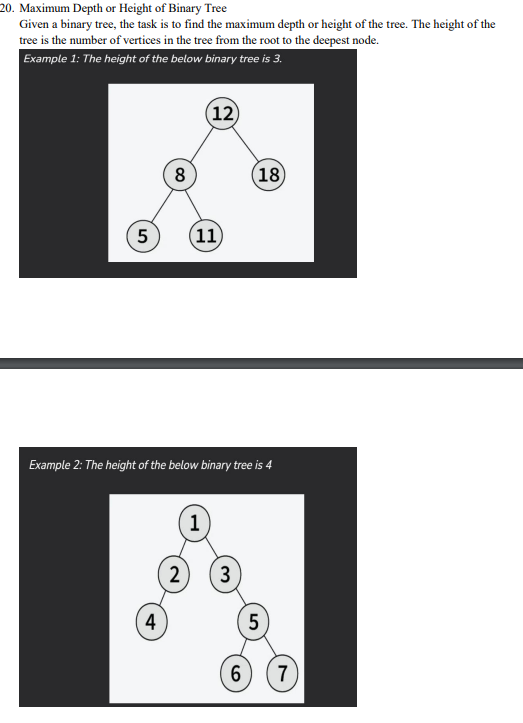 20. Maximum Depth or Height of Binary Tree
Given a binary tree, the task is to find the maximum depth or height of the tree. The height of the
tree is the number of vertices in the tree from the root to the deepest node.
Example 1: The height of the below binary tree is 3.
12
8 18
5 11
Example 2: The height of the below binary tree is 4
1
2 3
4 5
6 7